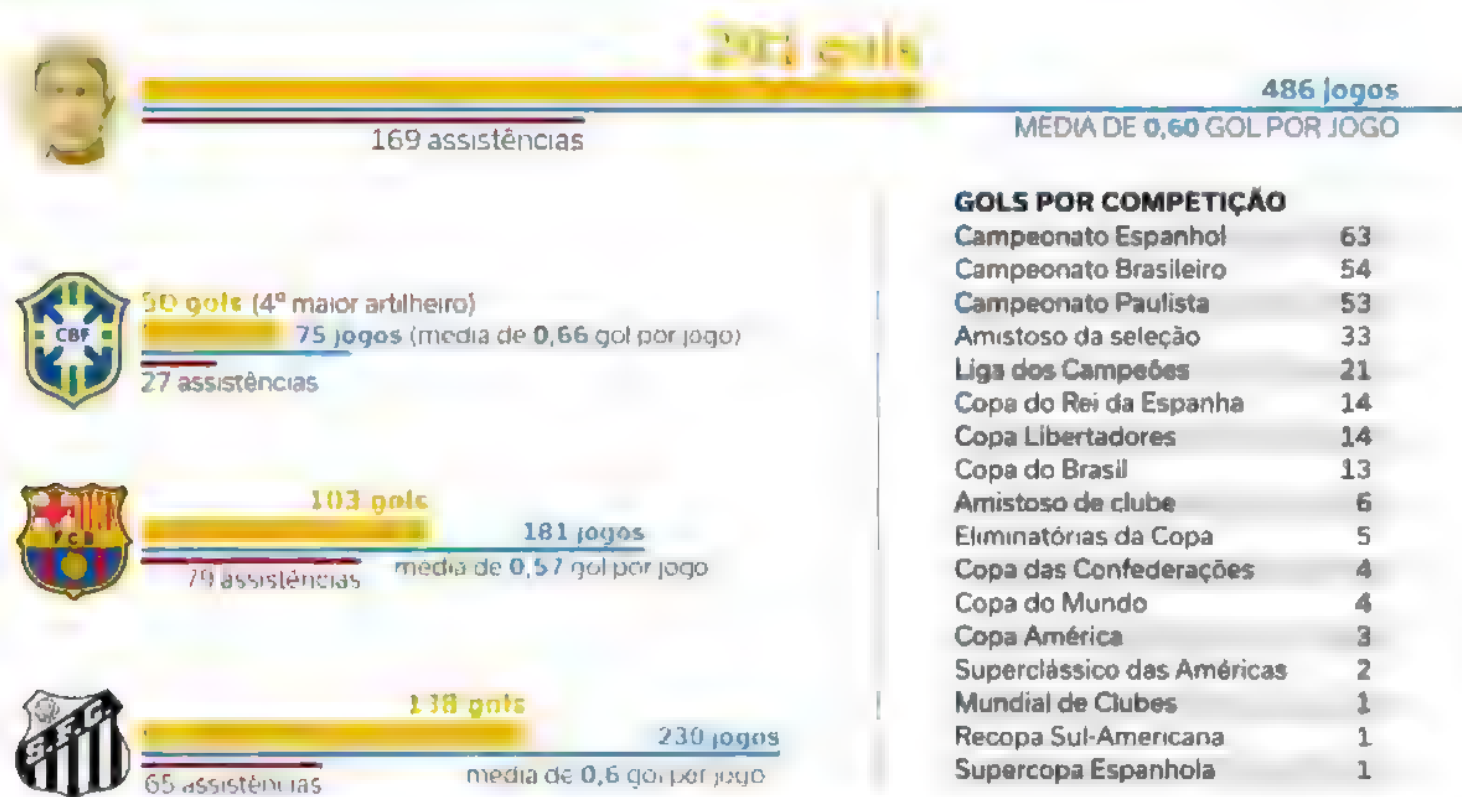 gols
486 jogos
MÉDIA DE 0,60 GOL POR JOGO
169 assistências
CBF
50 gols (4º maior artilheiro)
75 jogos (média de 0,66 gol por jogo)
27 assistências
FCB
103 gols
181 jogos
79 assistências
média de 0,57 gol por jogo
S.F.C.
138 gols
230 jogos
65 assistências
média de 0,6 gol por jogo
GOLS POR COMPETIÇÃO
Campeonato Espanhol 63
Campeonato Brasileiro 54
Campeonato Paulista 53
Amistoso da seleção 33
Liga dos Campeões 21
Copa do Rei da Espanha 14
Copa Libertadores 14
Copa do Brasil 13
Amistoso de clube 6
Eliminatórias da Copa 5
Copa das Confederações 4
Copa do Mundo 4
Copa América 3
Superclássico das Américas 2
Mundial de Clubes 1
Recopa Sul-Americana 1
Supercopa Espanhola 1